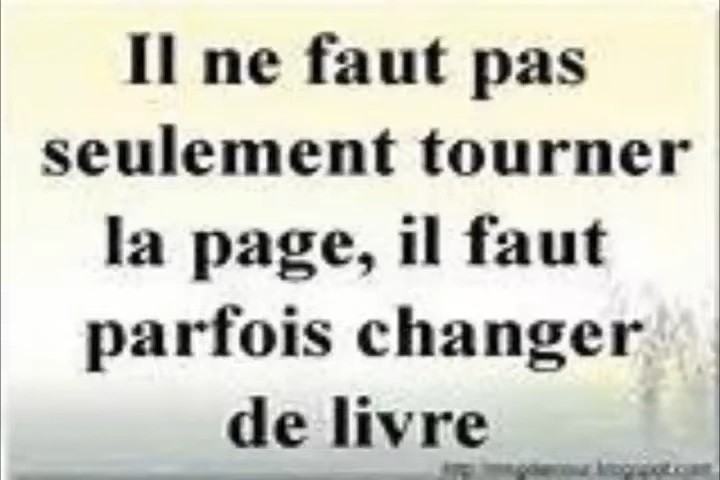 Il ne faut pas
seulement tourner
la page, il faut
parfois changer
de livre